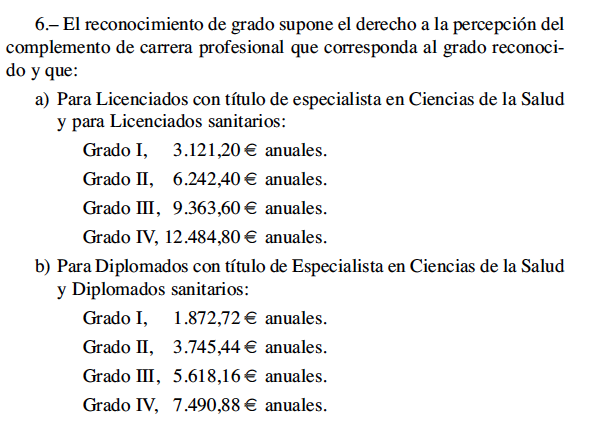 6.– El reconocimiento de grado supone el derecho a la percepción del
complemento de carrera profesional que corresponda al grado reconoci-
do y que:
a) Para Licenciados con título de especialista en Ciencias de la Salud
y para Licenciados sanitarios:
Grado I, 3.121,20 € anuales.
Grado II, 6.242,40 € anuales.
Grado III, 9.363,60 € anuales.
Grado IV, 12.484,80 € anuales.
b) Para Diplomados con título de Especialista en Ciencias de la Salud
y Diplomados sanitarios:
Grado I, 1.872,72 € anuales.
Grado II, 3.745,44 € anuales.
Grado III, 5.618,16 € anuales.
Grado IV, 7.490,88 € anuales.